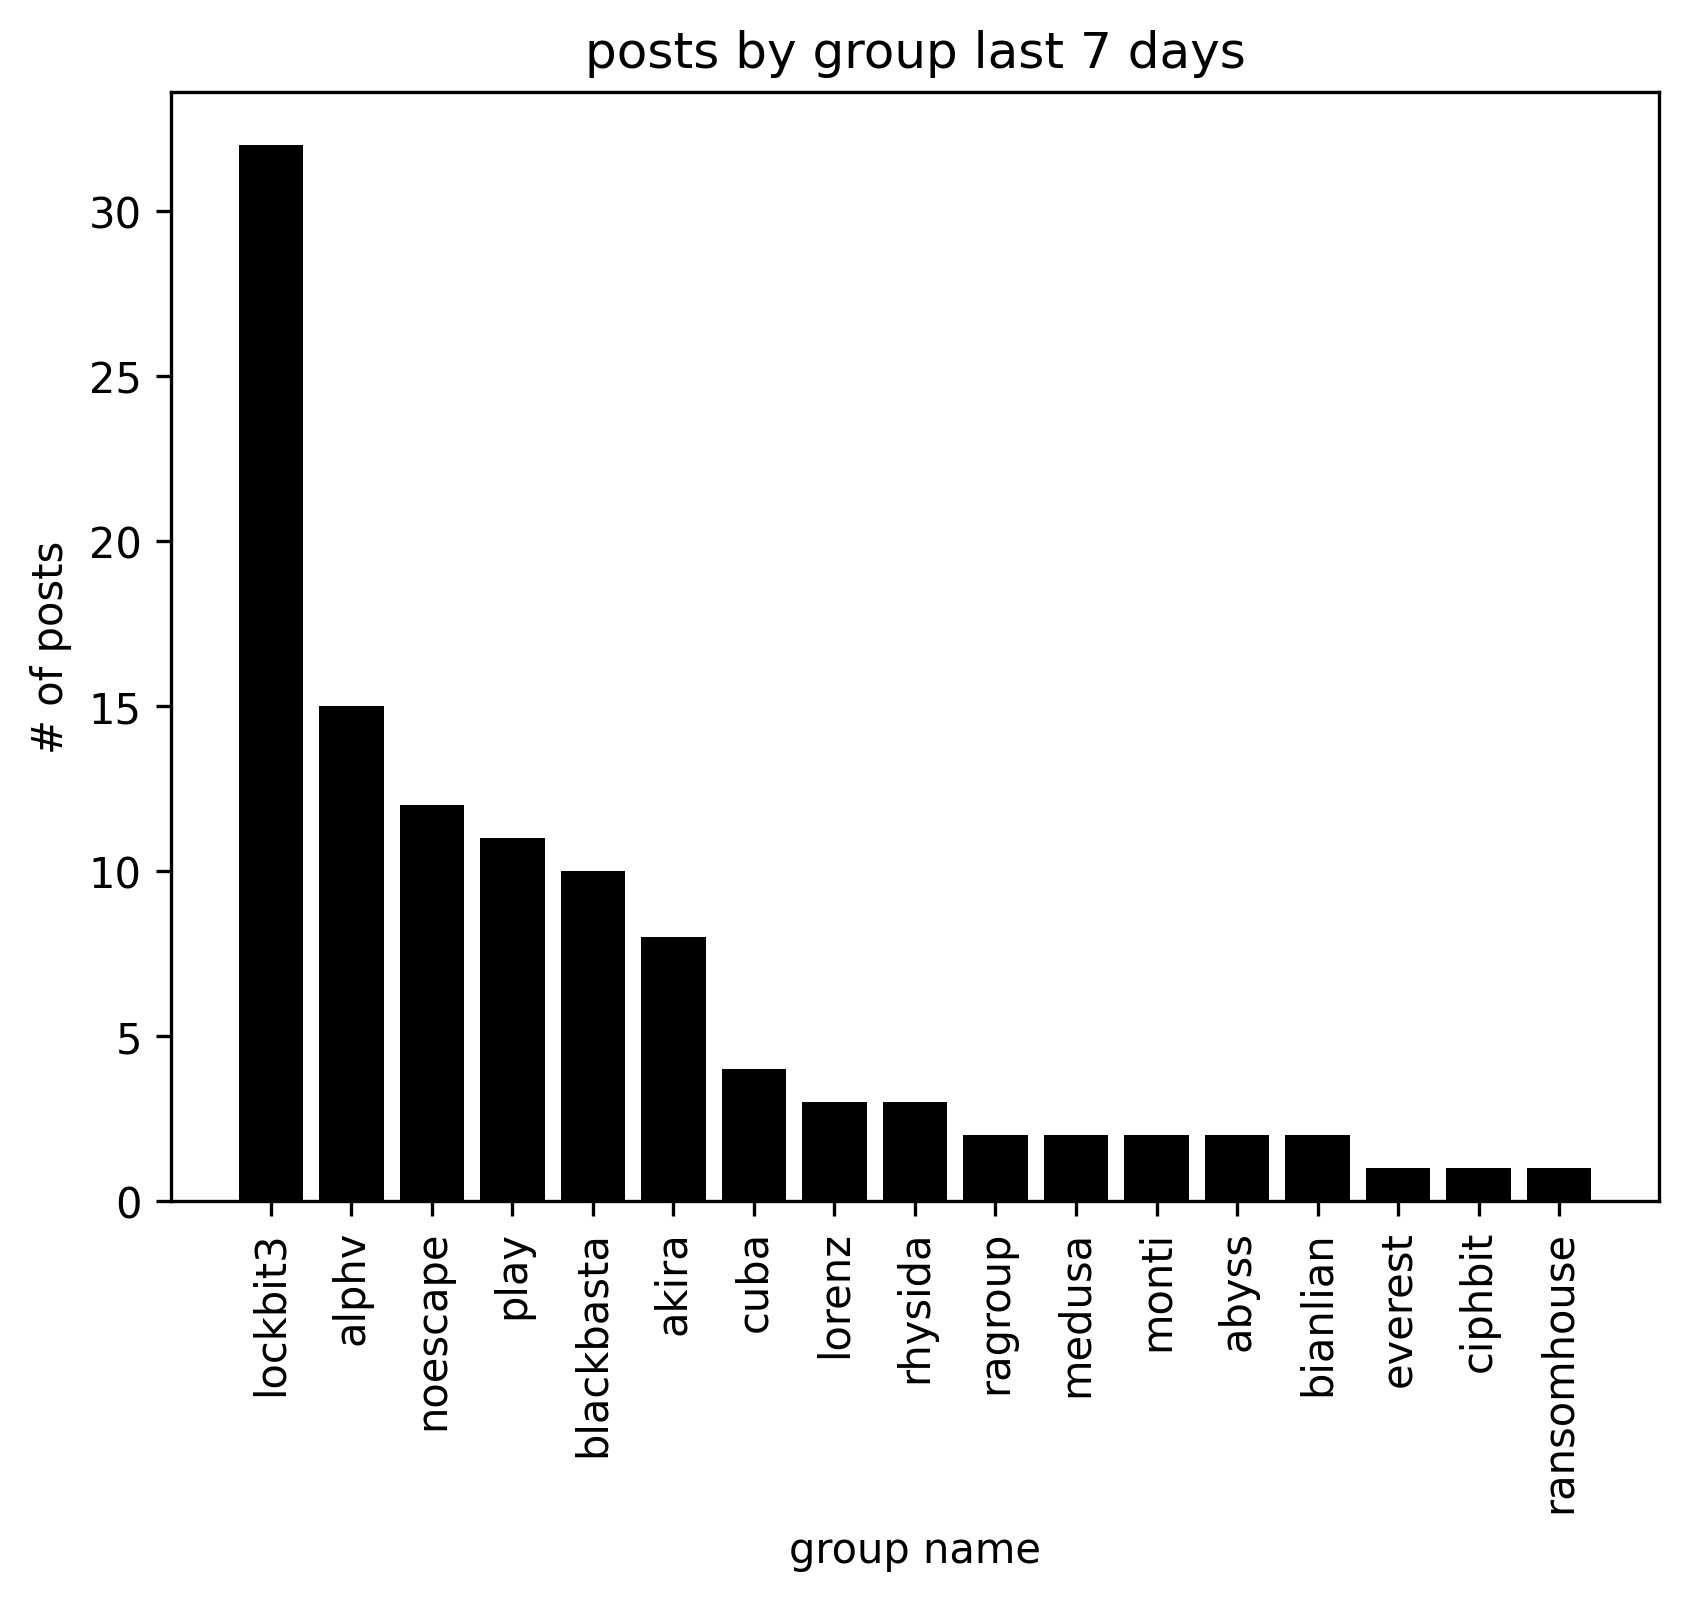 posts by group last 7 days
# of posts
30
25
20
15
10
5
0
lockbit3
alphv
noescape
play
blackbasta
akira
cuba
lorenz
rhysida
ragroup
medusa
monti
abyss
bianlian
everest
ciphbit
ransomhouse
group name